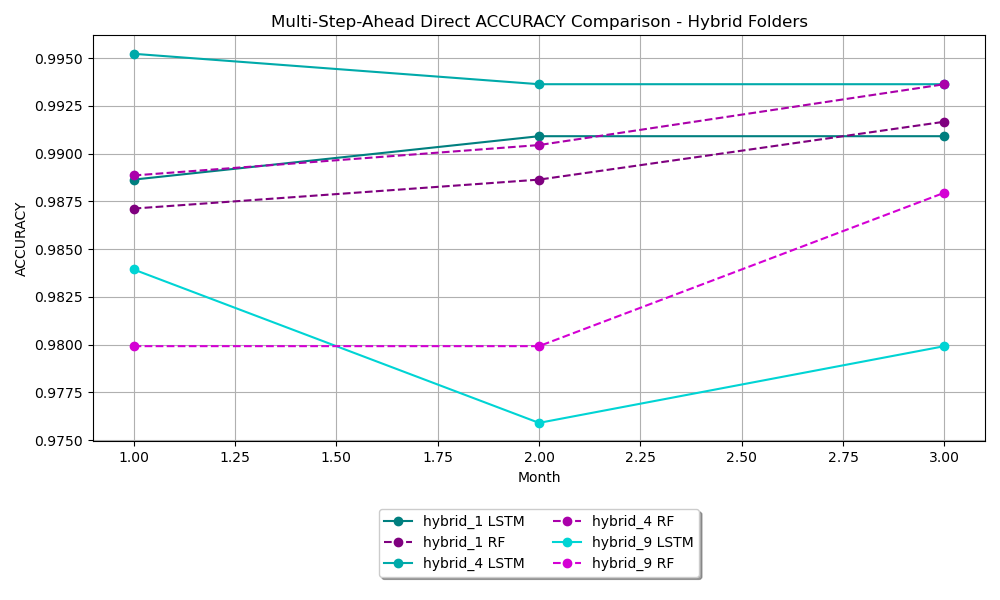 Multi-Step-Ahead Direct ACCURACY Comparison - Hybrid Folders
ACCURACY
0.9950
0.9925
0.9900
0.9875
0.9850
0.9825
0.9800
0.9775
0.9750
1.00 1.25 1.50 1.75 2.00 2.25 2.50 2.75 3.00
Month
hybrid_1 LSTM hybrid_4 RF
hybrid_1 RF hybrid_9 LSTM
hybrid_4 LSTM hybrid_9 RF